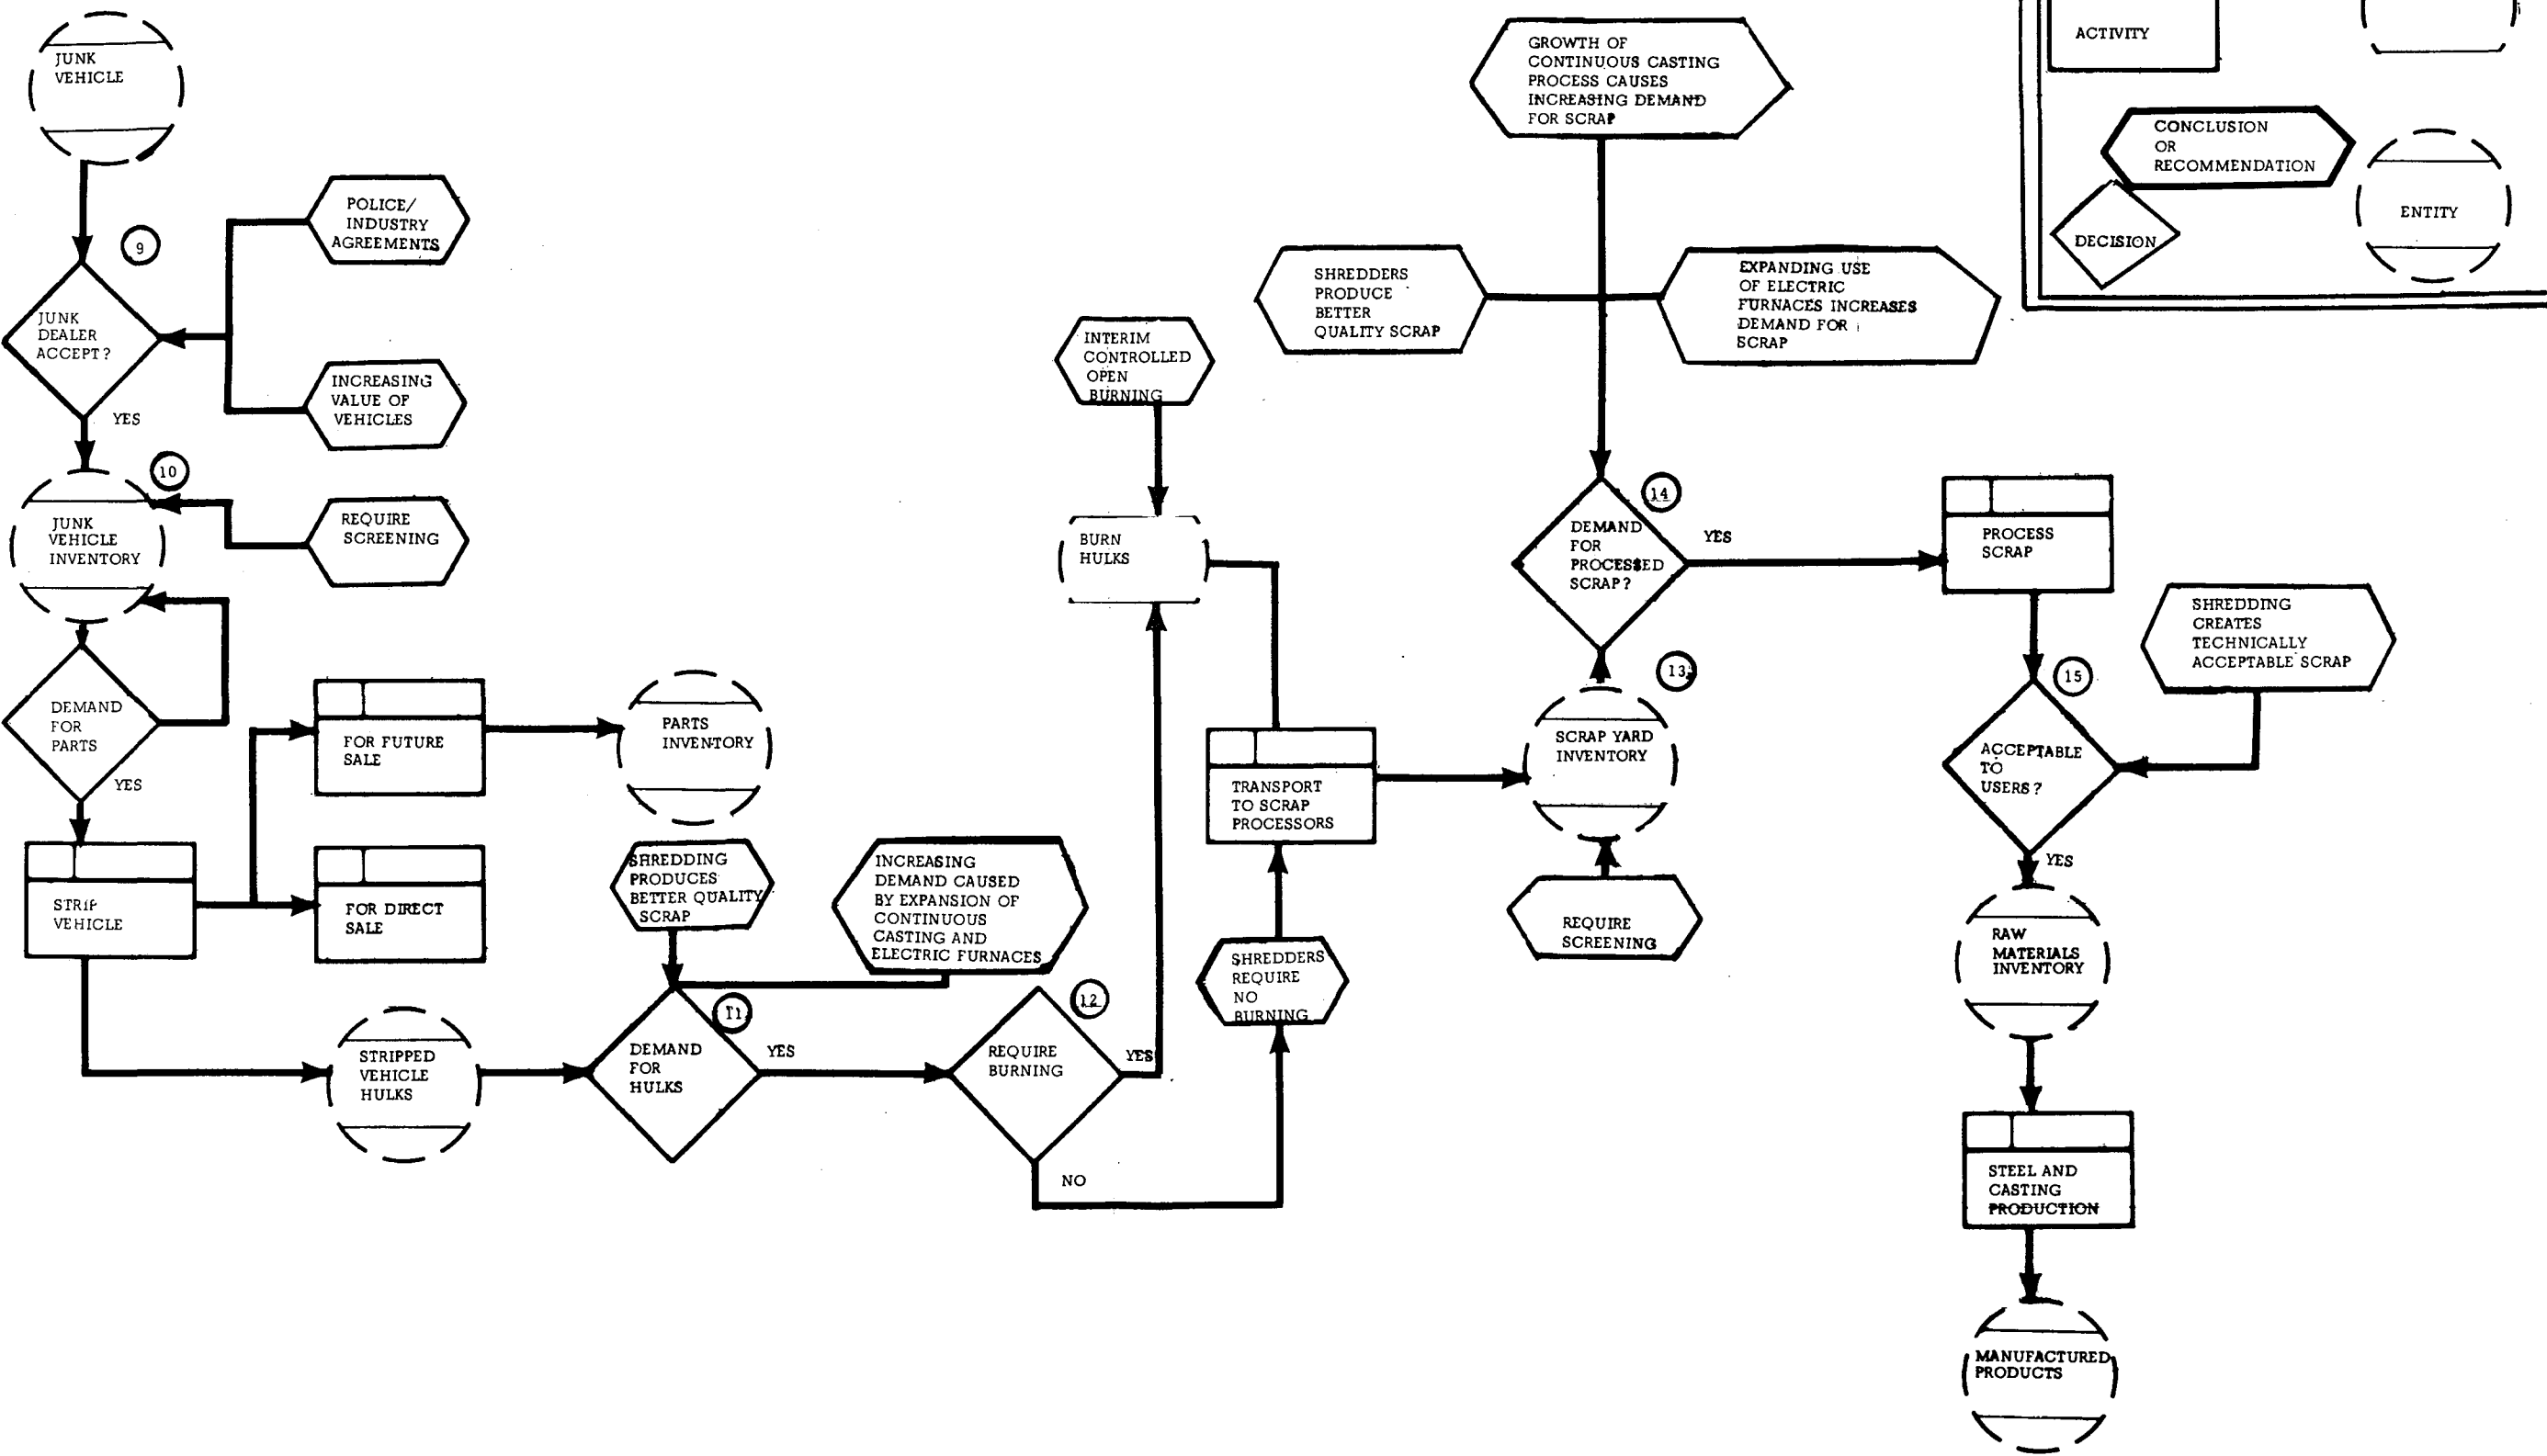 JUNK
VEHICLE
9
POLICE/
INDUSTRY
AGREEMENTS
JUNK
DEALER
ACCEPT?
INCREASING
VALUE OF
VEHICLES
YES
10
JUNK
VEHICLE
INVENTORY
REQUIRE
SCREENING
DEMAND
FOR
PARTS
YES
STRIP
VEHICLE
FOR FUTURE
SALE
PARTS
INVENTORY
FOR DIRECT
SALE
STRIPPED
VEHICLE
HULKS
SHREDDING
PRODUCES
BETTER QUALITY
SCRAP
INCREASING
DEMAND CAUSED
BY EXPANSION OF
CONTINUOUS
CASTING AND
ELECTRIC FURNACES
11
DEMAND
FOR
HULKS
YES
12
REQUIRE
BURNING
YES
NO
INTERIM
CONTROLLED
OPEN
BURNING
BURN
HULKS
SHREDDERS
REQUIRE
NO
BURNING
TRANSPORT
TO SCRAP
PROCESSORS
13
SCRAP YARD
INVENTORY
REQUIRE
SCREENING
GROWTH OF
CONTINUOUS CASTING
PROCESS CAUSES
INCREASING DEMAND
FOR SCRAP
SHREDDERS
PRODUCE
BETTER
QUALITY SCRAP
EXPANDING USE
OF ELECTRIC
FURNACES INCREASES
DEMAND FOR
SCRAP
14
DEMAND
FOR
PROCESSED
SCRAP?
YES
PROCESS
SCRAP
SHREDDING
CREATES
TECHNICALLY
ACCEPTABLE SCRAP
15
ACCEPTABLE
TO
USERS?
YES
RAW
MATERIALS
INVENTORY
STEEL AND
CASTING
PRODUCTION
MANUFACTURED
PRODUCTS
ACTIVITY
CONCLUSION
OR
RECOMMENDATION
DECISION
ENTITY